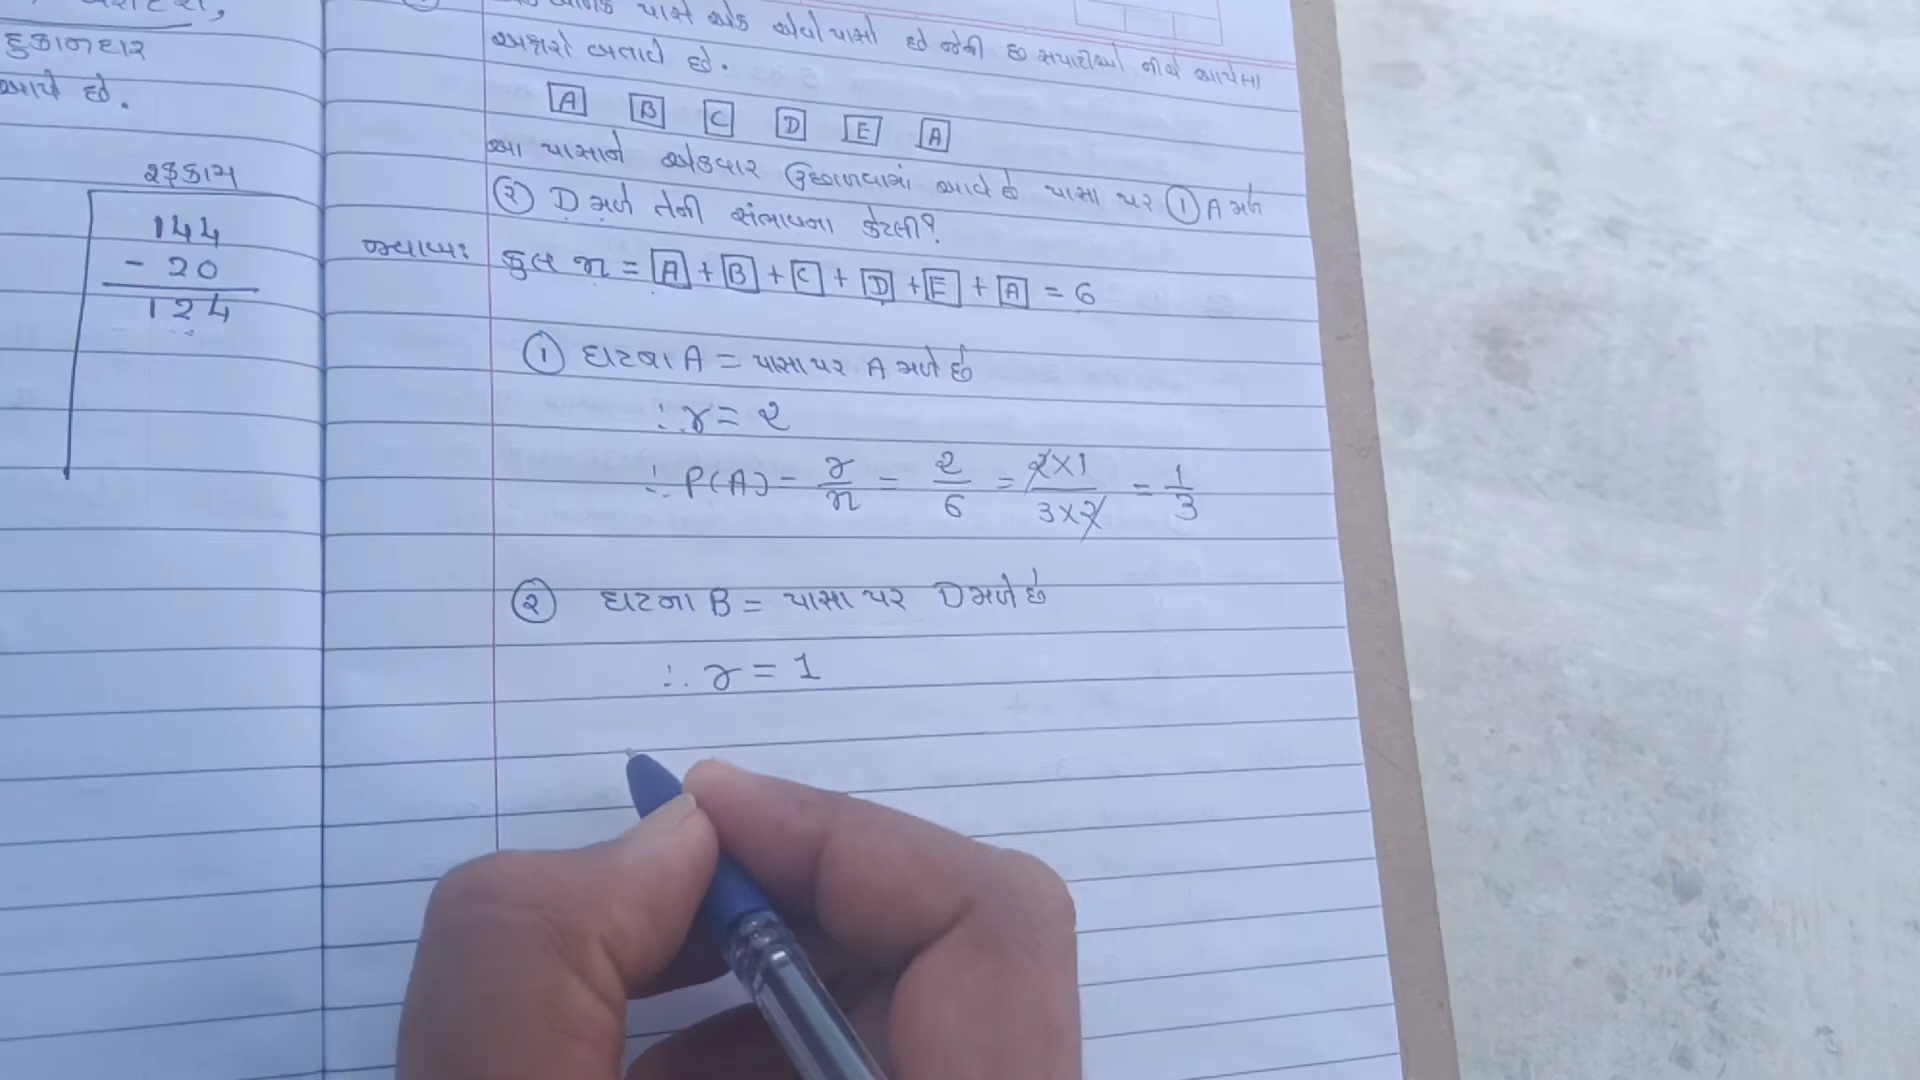 દુકાનદાર
આપે છે.
રફકામ
144
- 20
124
પાસે એક એવો પાસો છે જેની છ સપાટીઓ નીચે આપેલા
અક્ષરો બતાવે છે.
A B C D E A
આ પાસાને એકવાર ઉછાળવામાં આવે છે પાસા પર ① A મળે
② D મળે તેની સંભાવના કેટલી?
જવાબ: કુલ n = A + B + C + D + E + A = 6
① ઘટના A = પાસા પર A મળે છે
∴ r = 2
∴ P(A) = r/n = 2/6 = 2×1/3×2 = 1/3
② ઘટના B = પાસા પર D મળે છે
∴ r = 1